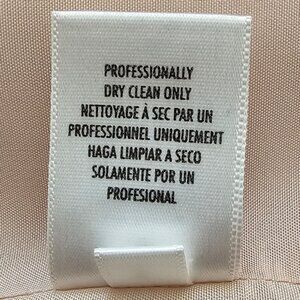 PROFESSIONALLY
DRY CLEAN ONLY
NETTOYAGE À SEC PAR UN
PROFESSIONNEL UNIQUEMENT
HAGA LIMPIAR A SECO
SOLAMENTE POR UN
PROFESIONAL